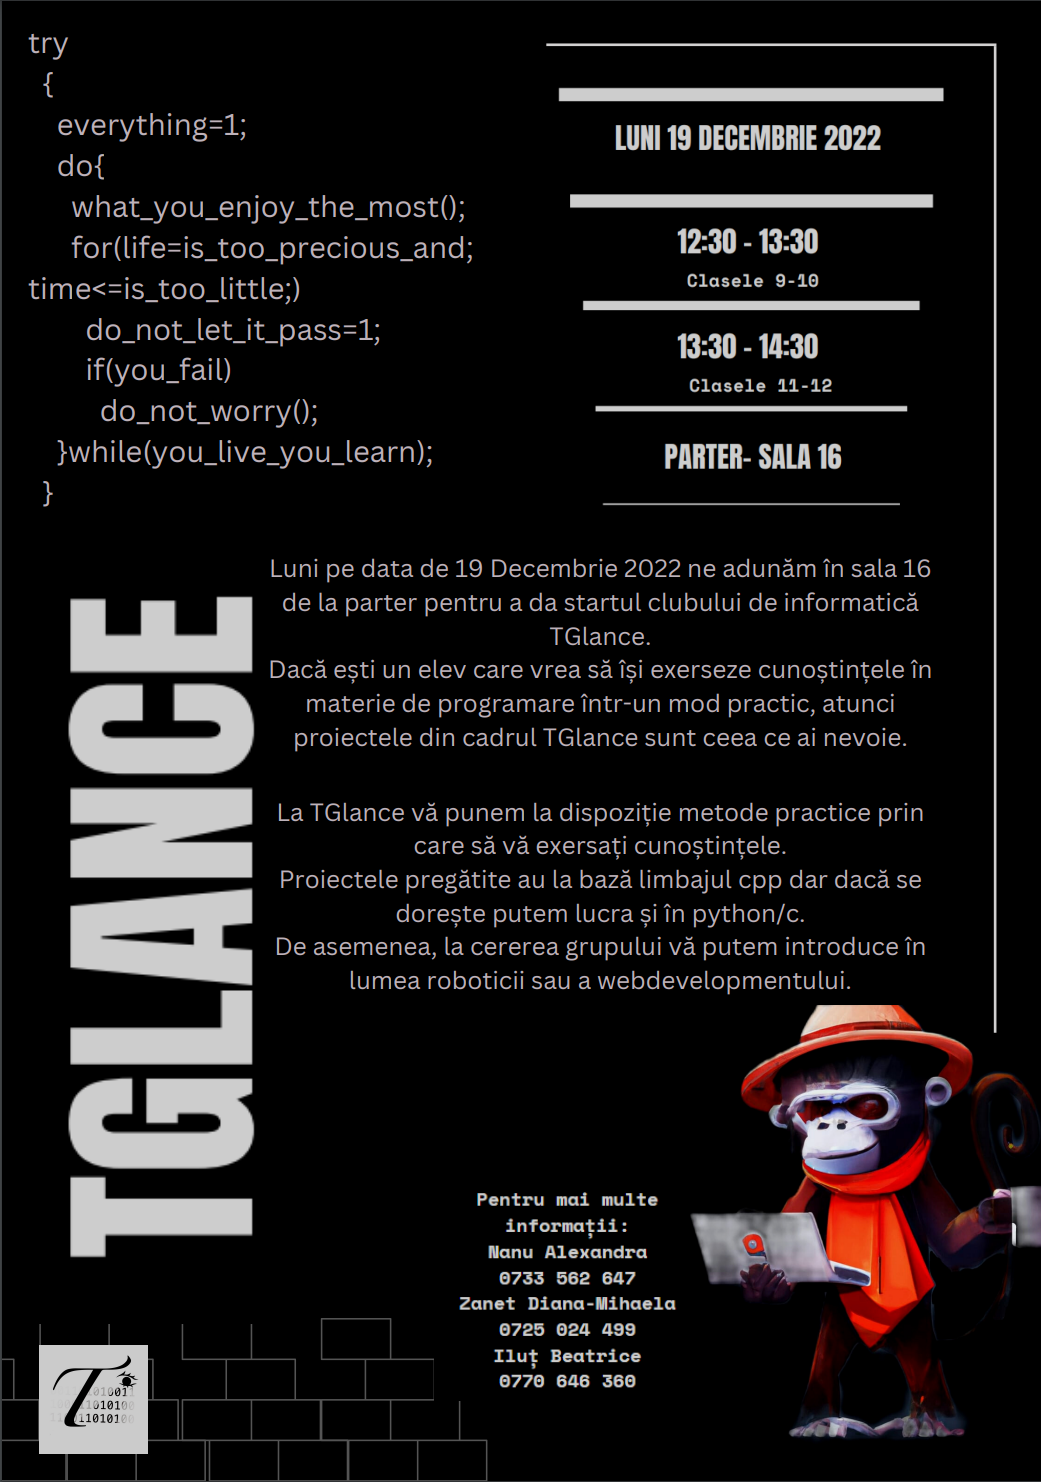 try
{
everything=1;
do{
what_you_enjoy_the_most();
for(life=is_too_precious_and;
time<=is_too_little;)
do_not_let_it_pass=1;
if(you_fail)
do_not_worry();
}while(you_live_you_learn);
}
LUNI 19 DECEMBRIE 2022
12:30 - 13:30
Clasele 9-10
13:30 - 14:30
Clasele 11-12
PARTER- SALA 16
TGLANCE
Luni pe data de 19 Decembrie 2022 ne adunăm în sala 16
de la parter pentru a da startul clubului de informatică
TGlance.
Dacă ești un elev care vrea să își exerseze cunoștințele în
materie de programare într-un mod practic, atunci
proiectele din cadrul TGlance sunt ceea ce ai nevoie.
La TGlance vă punem la dispoziție metode practice prin
care să vă exersați cunoștințele.
Proiectele pregătite au la bază limbajul cpp dar dacă se
dorește putem lucra și în python/c.
De asemenea, la cererea grupului vă putem introduce în
lumea roboticii sau a webdevelopmentului.
Pentru mai multe
informații:
Nanu Alexandra
0733 562 647
Zanet Diana-Mihaela
0725 024 499
Iluț Beatrice
0770 646 360